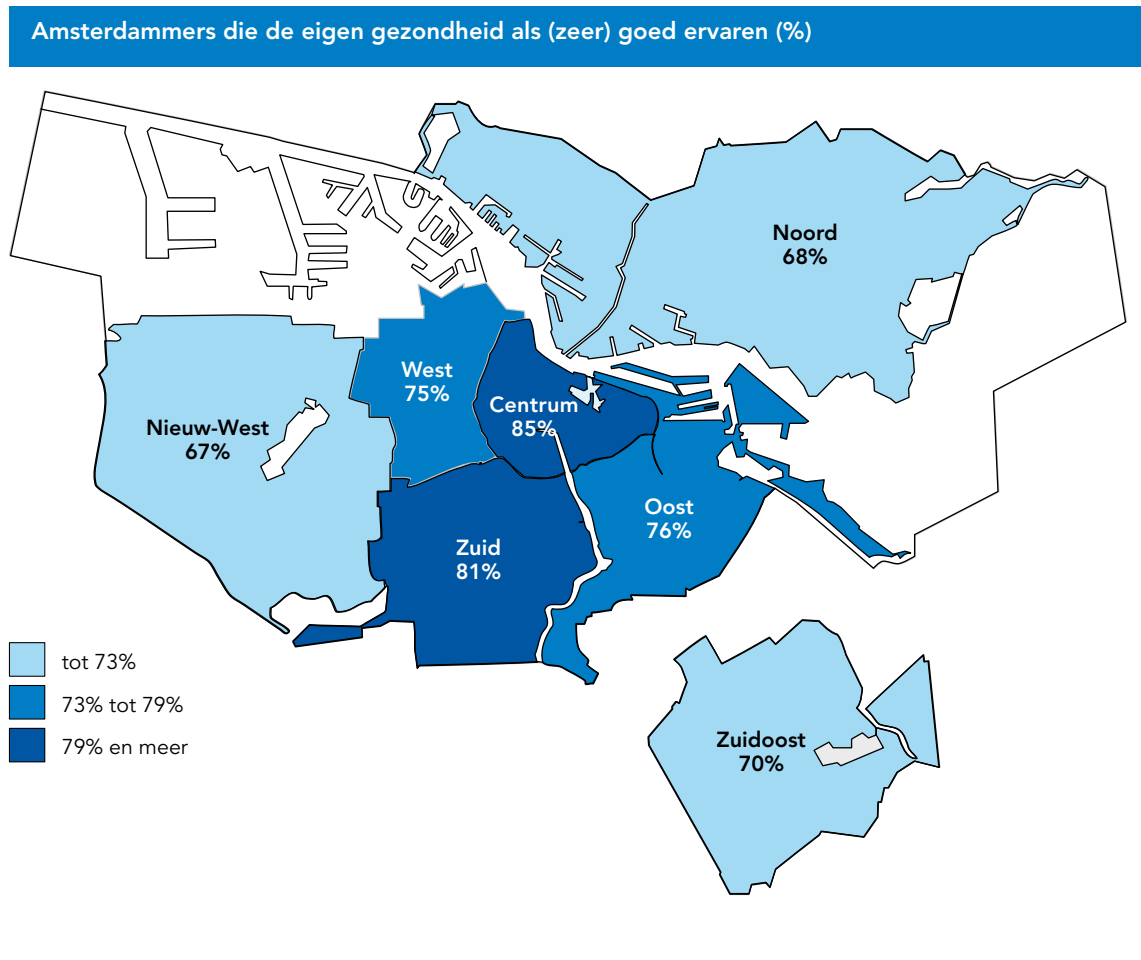 Amsterdammers die de eigen gezondheid als (zeer) goed ervaren (%)
Noord
68%
West
75%
Centrum
85%
Nieuw-West
67%
Oost
76%
Zuid
81%
tot 73%
73% tot 79%
79% en meer
Zuidoost
70%